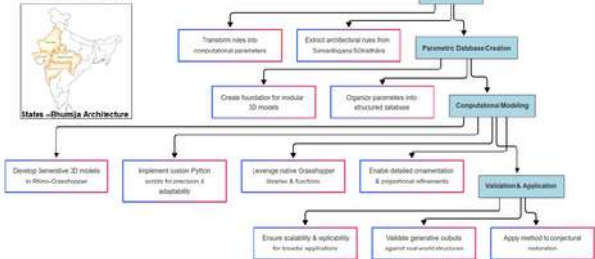 Transform rules into
computational parameters
Extract architectural rules from
Samarāṅgaṇa Sūtradhāra
Parametric Database Creation
States –Bhumija Architecture
Create foundation for modular
3D models
Organize parameters into
structured database
Computational Modeling
Develop Generative 3D models
in Rhino-Grasshopper
Implement custom Python
scripts for precision &
adaptability
Leverage native Grasshopper
libraries & functions
Enable detailed ornamentation
& proportional refinements
Validation & Application
Ensure scalability & replicability
for broader applications
Validate generative outputs
against real-world structures
Apply method to conjectural
restoration